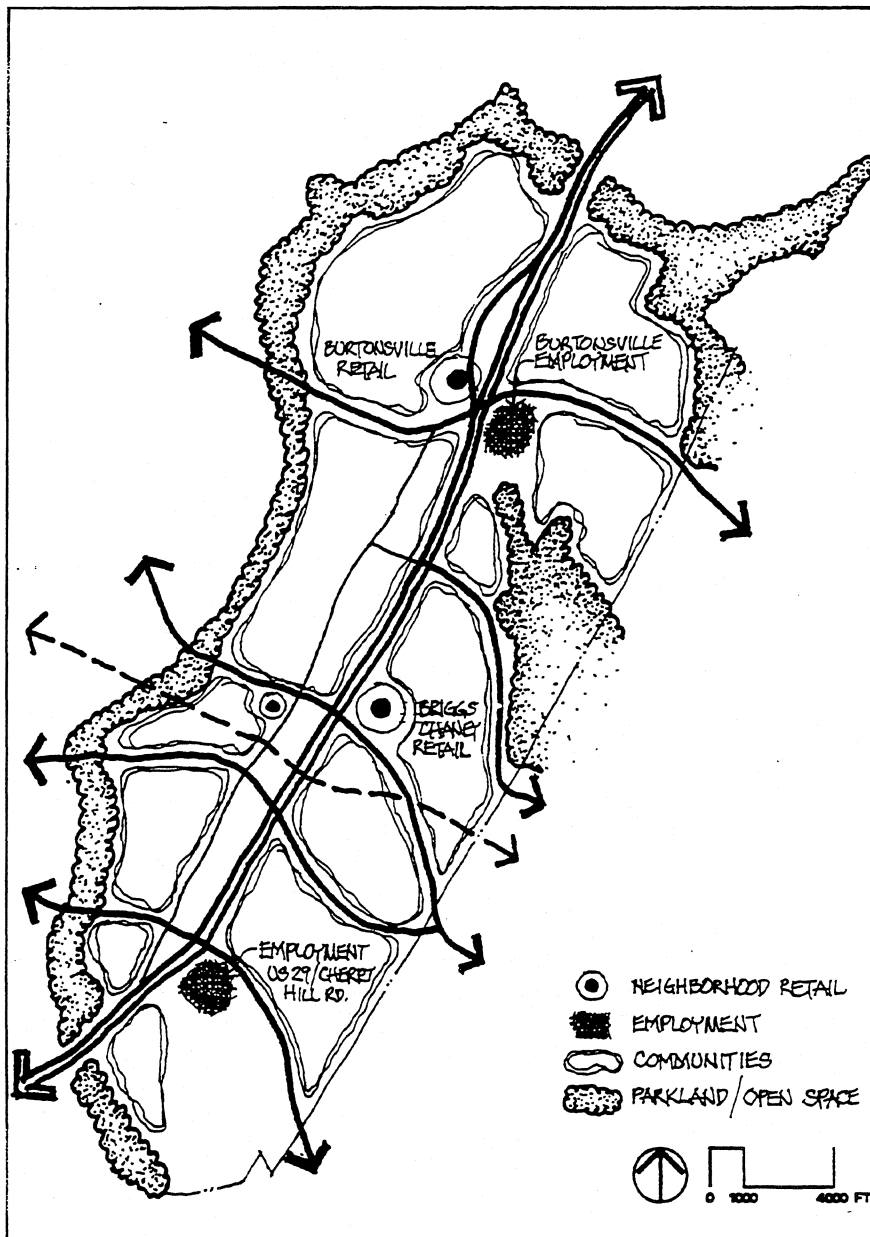 BURTONSVILLE
RETAIL
BURTONSVILLE
EMPLOYMENT
BRIGGS
CHANEY
RETAIL
EMPLOYMENT
US 29/CHERRY
HILL RD.
NEIGHBORHOOD RETAIL
EMPLOYMENT
COMMUNITIES
PARKLAND/OPEN SPACE
0 1000 4000 FT